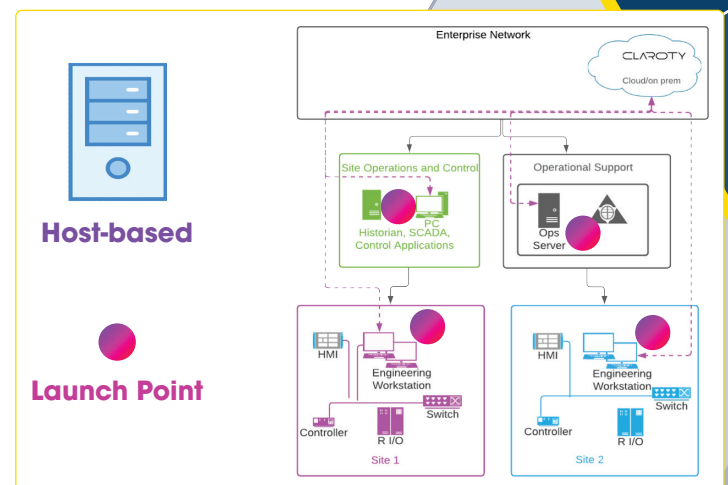 Enterprise Network
CLAROTY
Cloud/on prem
Host-based
Launch Point
Site Operations and Control
PC
Historian, SCADA,
Control Applications
Operational Support
Ops
Server
HMI
Engineering
Workstation
Switch
Controller
R I/O
Site 1
HMI
Engineering
Workstation
Switch
Controller
R I/O
Site 2